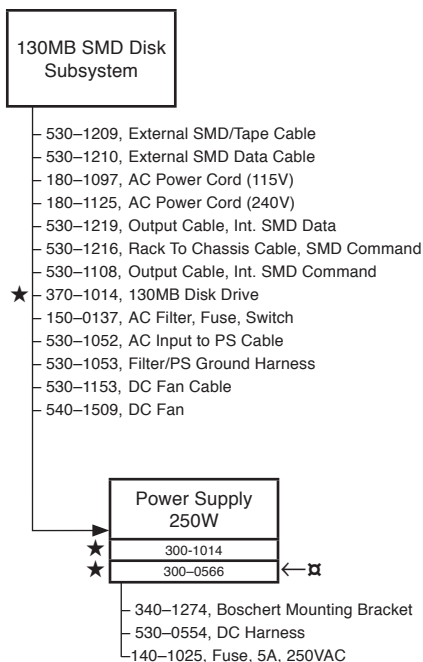 130MB SMD Disk
Subsystem
530–1209, External SMD/Tape Cable
530–1210, External SMD Data Cable
180–1097, AC Power Cord (115V)
180–1125, AC Power Cord (240V)
530–1219, Output Cable, Int. SMD Data
530–1216, Rack To Chassis Cable, SMD Command
530–1108, Output Cable, Int. SMD Command
★ 370–1014, 130MB Disk Drive
150–0137, AC Filter, Fuse, Switch
530–1052, AC Input to PS Cable
530–1053, Filter/PS Ground Harness
530–1153, DC Fan Cable
540–1509, DC Fan
Power Supply
250W
★ 300-1014
★ 300–0566 ←¤
340–1274, Boschert Mounting Bracket
530–0554, DC Harness
140–1025, Fuse, 5A, 250VAC